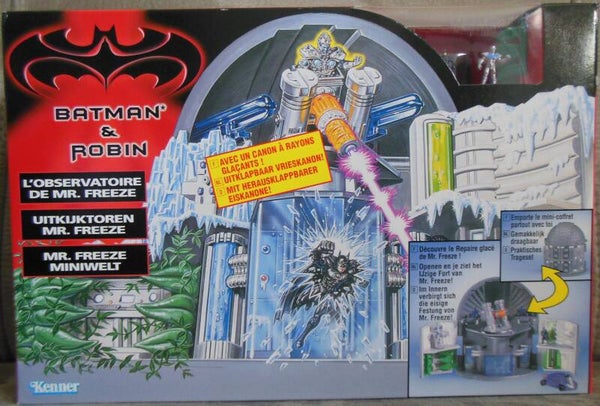 BATMAN*
&
ROBIN
L'OBSERVATOIRE
DE MR. FREEZE
UITKIJKTOREN
MR. FREEZE
MR. FREEZE
MINIWELT
AVEC UN CANON À RAYONS
GLAÇANTS !
UITKLAPBAAR VRIESKANON!
MIT HERAUSKLAPPBARER
EISKANONE!
Emporte le mini-coffret
partout avec toi
Gemakkelijk
draagbaar
Praktisches
Tragese!
Découvre le Repaire glacé
de Mr. Freeze !
Openen en je ziet het
IJzige Fort van
Mr. Freeze!
Im Innern
verbirgt sich
die eisige
Festung von
Mr. Freeze!
Kenner